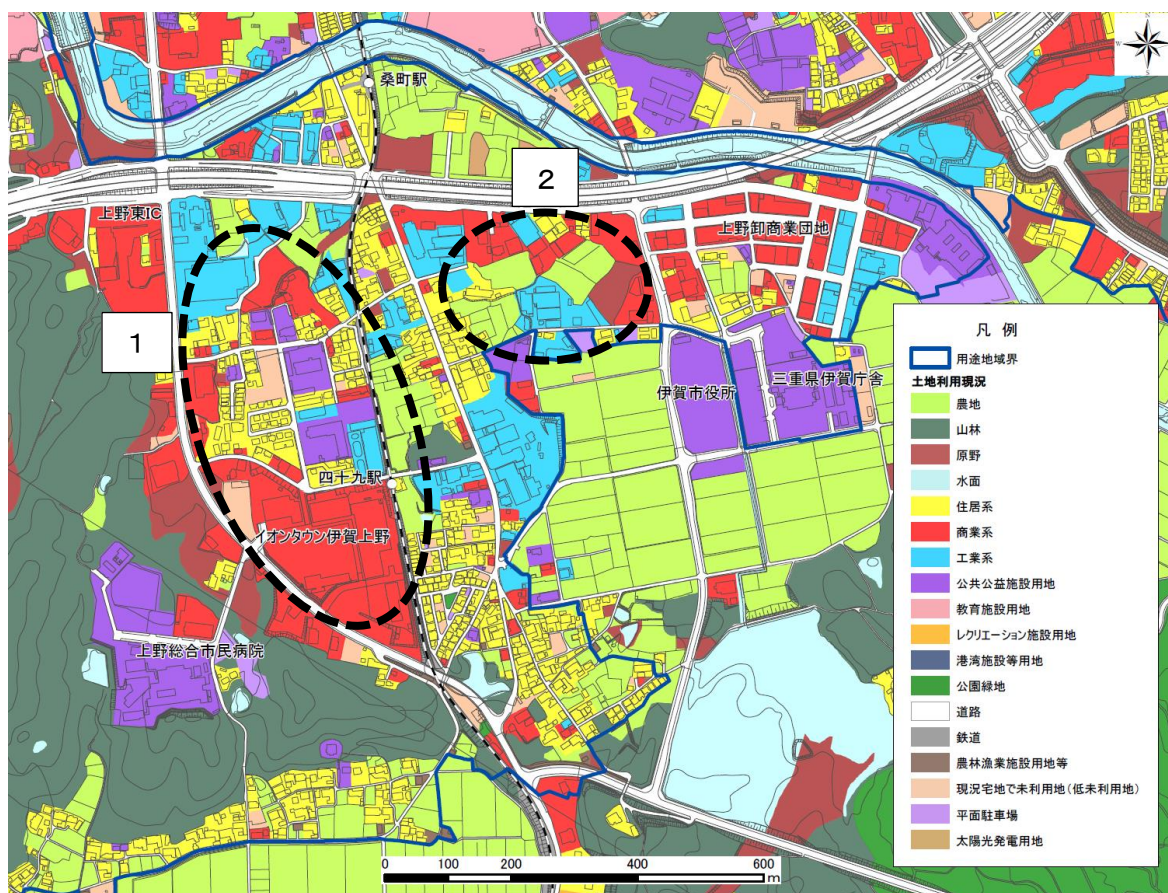 N
W
E
S
桑町駅
2
上野東IC
上野卸商業団地
1
伊賀市役所
三重県伊賀庁舎
四十九駅
イオンタウン伊賀上野
上野総合市民病院
凡 例
用途地域界
土地利用現況
農地
山林
原野
水面
住居系
商業系
工業系
公共公益施設用地
教育施設用地
レクリエーション施設用地
港湾施設等用地
公園緑地
道路
鉄道
農林漁業施設用地等
現況宅地で未利用地(低未利用地)
平面駐車場
太陽光発電用地
0 100 200 400 600
m